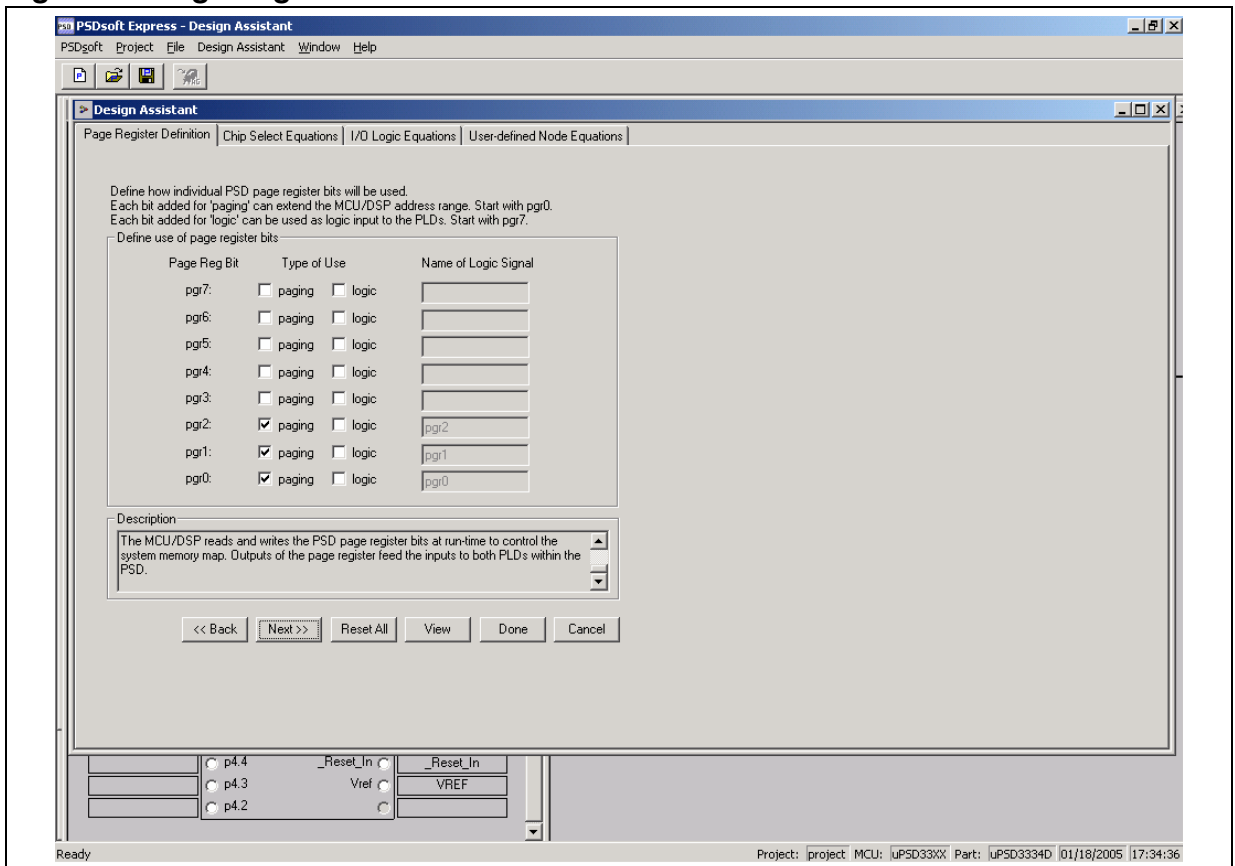 PSDsoft Express - Design Assistant
PSDsoft Project File Design Assistant Window Help
Design Assistant
Page Register Definition Chip Select Equations I/O Logic Equations User-defined Node Equations
Define how individual PSD page register bits will be used.
Each bit added for 'paging' can extend the MCU/DSP address range. Start with pgr0.
Each bit added for 'logic' can be used as logic input to the PLDs. Start with pgr7.
Define use of page register bits
Page Reg Bit Type of Use Name of Logic Signal
pgr7: paging logic
pgr6: paging logic
pgr5: paging logic
pgr4: paging logic
pgr3: paging logic
pgr2: paging logic pgr2
pgr1: paging logic pgr1
pgr0: paging logic pgr0
Description
The MCU/DSP reads and writes the PSD page register bits at run-time to control the
system memory map. Outputs of the page register feed the inputs to both PLDs within the
PSD.
<< Back Next >> Reset All View Done Cancel
p4.4 _Reset_In _Reset_In
p4.3 Vref VREF
p4.2
Ready Project: project MCU: uPSD33XX Part: uPSD3334D 01/18/2005 17:34:36